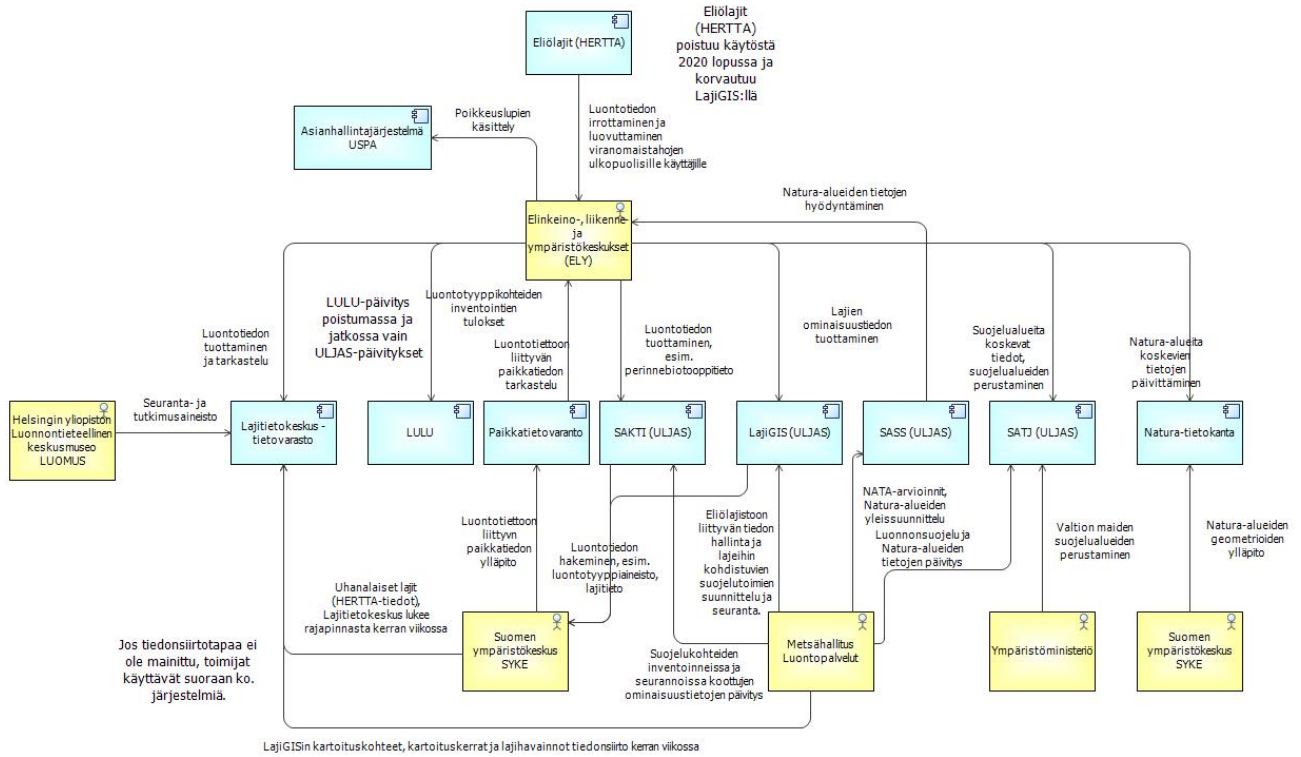 Eliölajit (HERTTA)
Eliölajit
(HERTTA)
poistuu käytöstä
2020 lopussa ja
korvautuu
LajiGIS:llä
Asianhallintajärjestelmä
USPA
Poikkeuslupien
käsittely
Luontotiedon
irrottaminen ja
luovuttaminen
viranomaistahojen
ulkopuolisille käyttäjille
Natura-alueiden tietojen
hyödyntäminen
Elinkeino-, liikenne-
ja
ympäristökeskukset
(ELY)
Luontotiedon
tuottaminen
ja tarkastelu
LULU-päivitys
poistumassa ja
jatkossa vain
ULJAS-päivitykset
Luontotyyppikohteiden
inventointien
tulokset
Luontotiettoon
liittyvän
paikkatiedon
tarkastelu
Luontotiedon
tuottaminen,
esim.
perinnebiotooppitieto
Lajien
ominaisuustiedon
tuottaminen
Suojelualueita
koskevat
tiedot,
suojelualueiden
perustaminen
Natura-alueita
koskevien
tietojen
päivittäminen
Helsingin yliopiston
Luonnontieteellinen
keskusmuseo
LUOMUS
Seuranta- ja
tutkimusaineisto
Lajitietokeskus -
tietovarasto
LULU
Paikkatietovaranto
SAKTI (ULJAS)
LajiGIS (ULJAS)
SASS (ULJAS)
SATJ (ULJAS)
Natura-tietokanta
Luontotiettoon
liittyvn
paikkatiedon
ylläpito
Luontotiedon
hakeminen, esim.
luontotyyppiaineisto,
lajitieto
Eliölajistoon
liittyvän tiedon
hallinta ja
lajeihin
kohdistuvien
suojelutoimien
suunnittelu ja
seuranta.
NATA-arvioinnit,
Natura-alueiden
yleissuunnittelu
Luonnonsuojelu ja
Natura-alueiden
tietojen päivitys
Valtion maiden
suojelualueiden
perustaminen
Natura-alueiden
geometrioiden
ylläpito
Uhanalaiset lajit
(HERTTA-tiedot),
Lajitietokeskus lukee
rajapinnasta kerran viikossa
Jos tiedonsiirtotapaa ei
ole mainittu, toimijat
käyttävät suoraan ko.
järjestelmiä.
Suomen
ympäristökeskus
SYKE
Suojelukohteiden
inventoinneissa ja
seurannoissa koottujen
ominaisuustietojen päivitys
Metsähallitus
Luontopalvelut
Ympäristöministeriö
Suomen
ympäristökeskus
SYKE
LajiGISin kartoituskohteet, kartoituskerrat ja lajihavainnot tiedonsiirto kerran viikossa